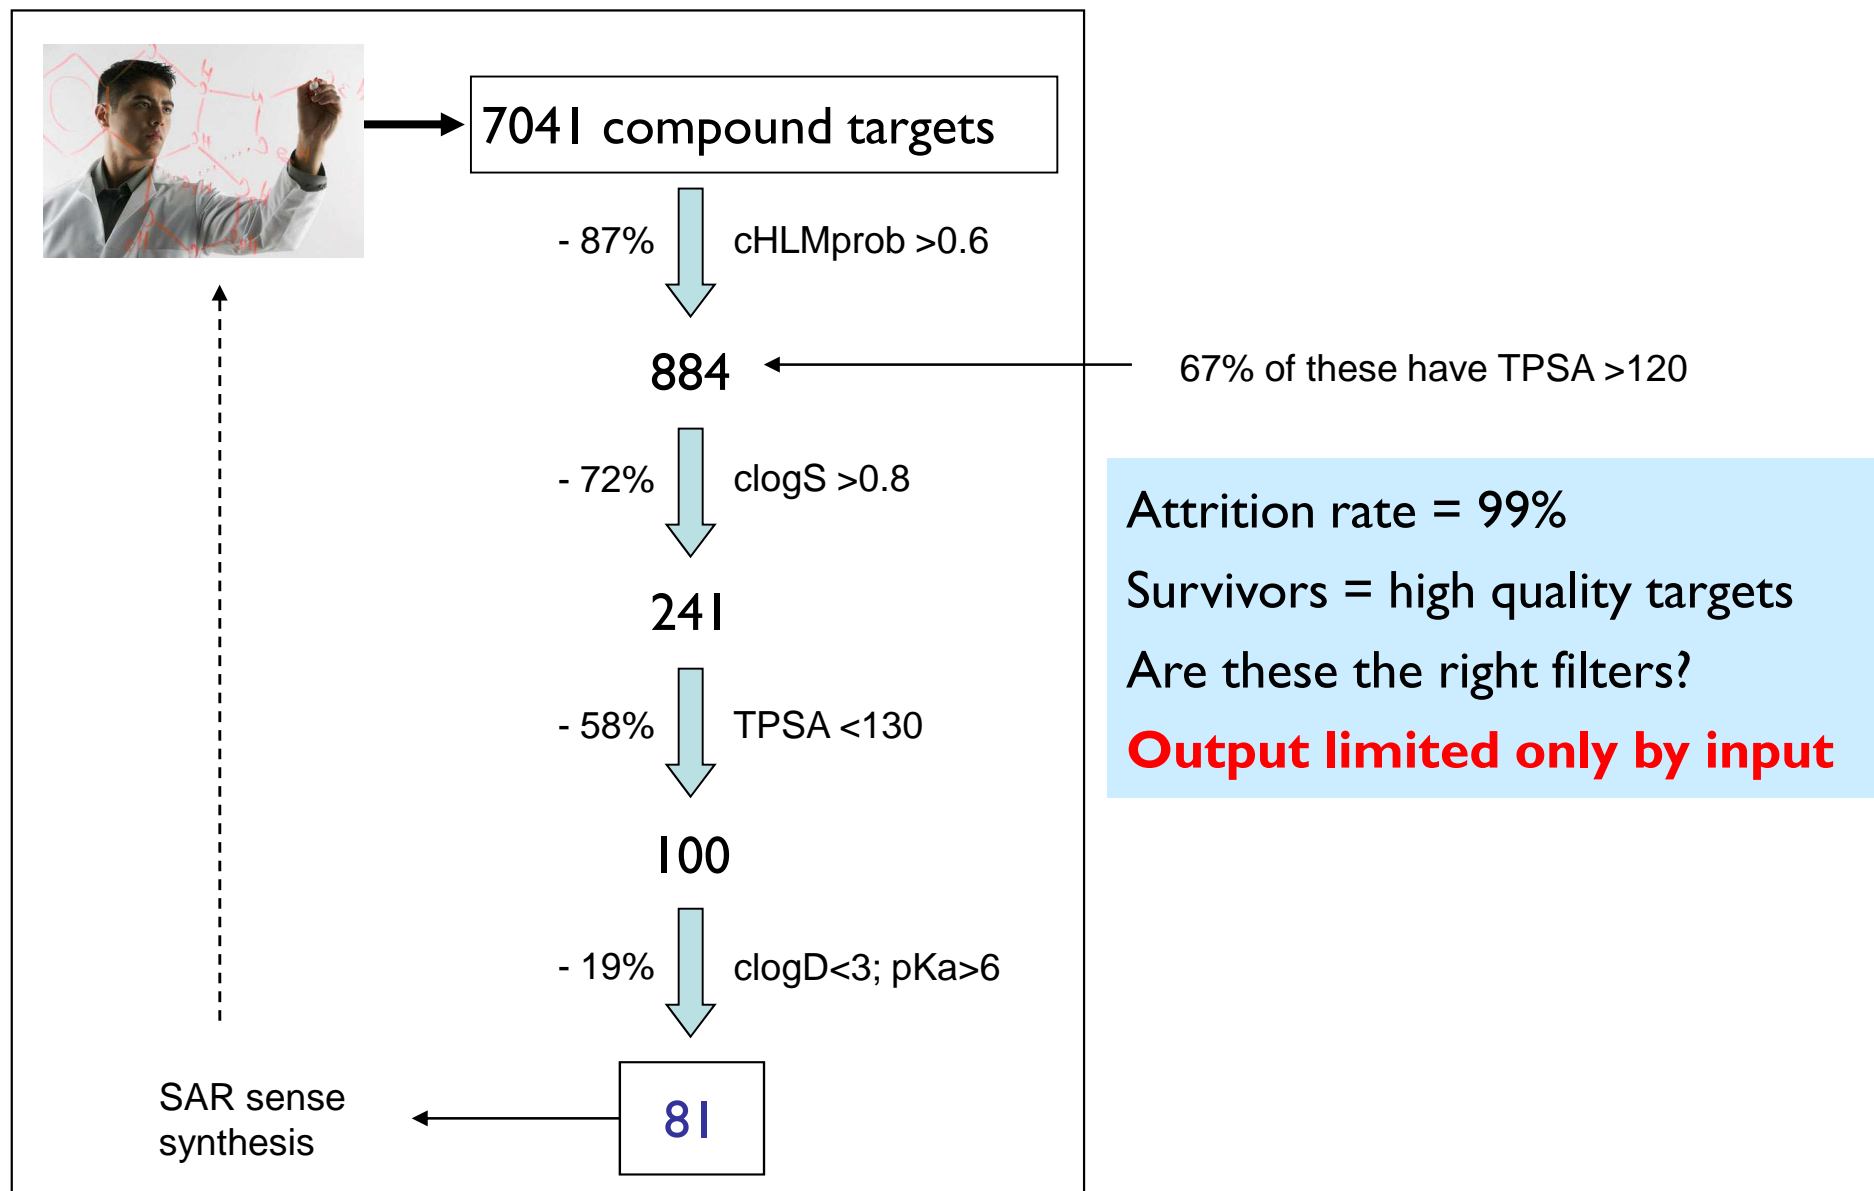 7041 compound targets
- 87% cHLMprob >0.6
884
67% of these have TPSA >120
- 72% clogS >0.8
241
- 58% TPSA <130
100
- 19% clogD<3; pKa>6
81
SAR sense
synthesis
Attrition rate = 99%
Survivors = high quality targets
Are these the right filters?
Output limited only by input